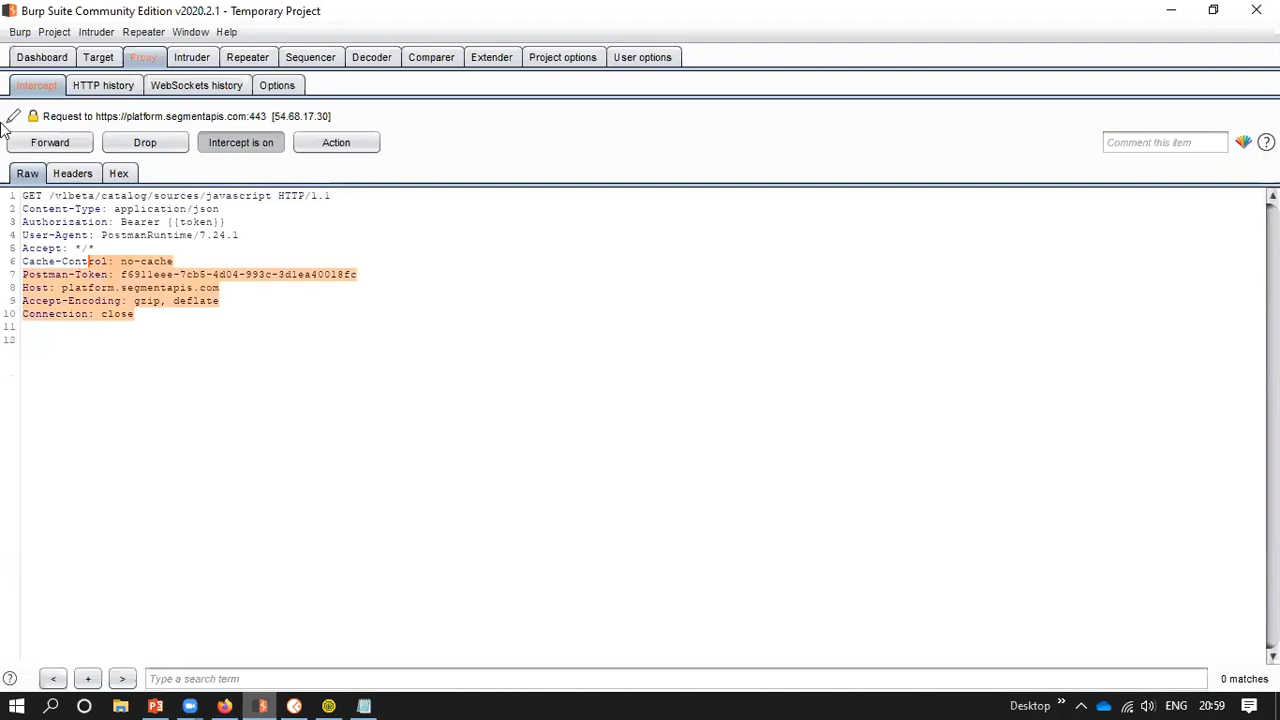 Burp Suite Community Edition v2020.2.1 - Temporary Project
Burp Project Intruder Repeater Window Help
Dashboard Target Proxy Intruder Repeater Sequencer Decoder Comparer Extender Project options User options
Intercept HTTP history WebSockets history Options
Request to https://platform.segmentapis.com:443 [54.68.17.30]
Forward Drop Intercept is on Action Comment this item ?
Raw Headers Hex
1 GET /v1beta/catalog/sources/javascript HTTP/1.1
2 Content-Type: application/json
3 Authorization: Bearer {{token}}
4 User-Agent: PostmanRuntime/7.24.1
5 Accept: */*
6 Cache-Control: no-cache
7 Postman-Token: f6911eee-7cb5-4d04-993c-3d1ea40018fc
8 Host: platform.segmentapis.com
9 Accept-Encoding: gzip, deflate
10 Connection: close
11
12
? < + > Type a search term 0 matches
Desktop » ENG 20:59